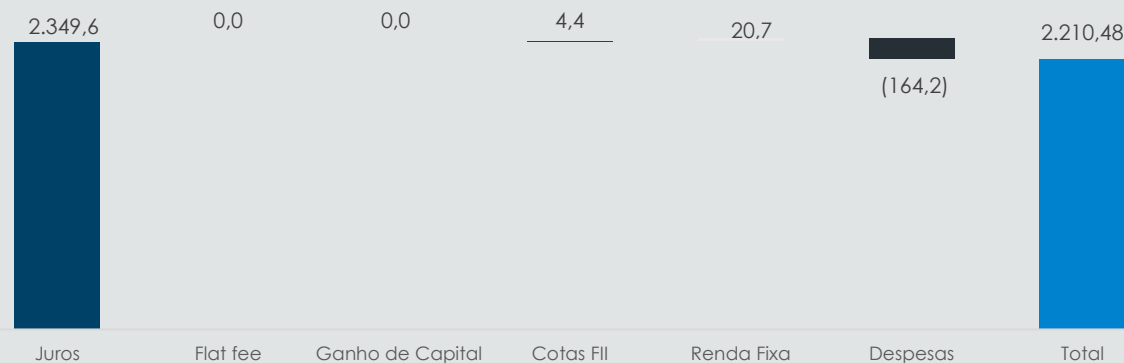 2.349,6
0,0
0,0
4,4
20,7
(164,2)
2.210,48
Juros
Flat fee
Ganho de Capital
Cotas FII
Renda Fixa
Despesas
Total